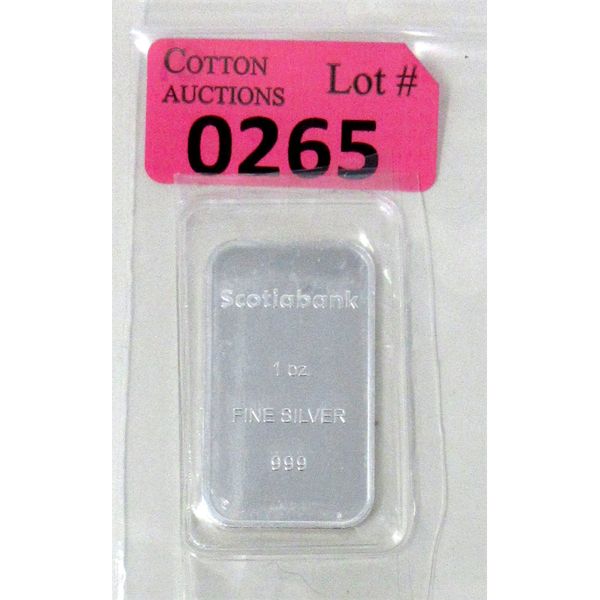 COTTON
AUCTIONS
Lot #
0265
Scotiabank
1 oz
FINE SILVER
999